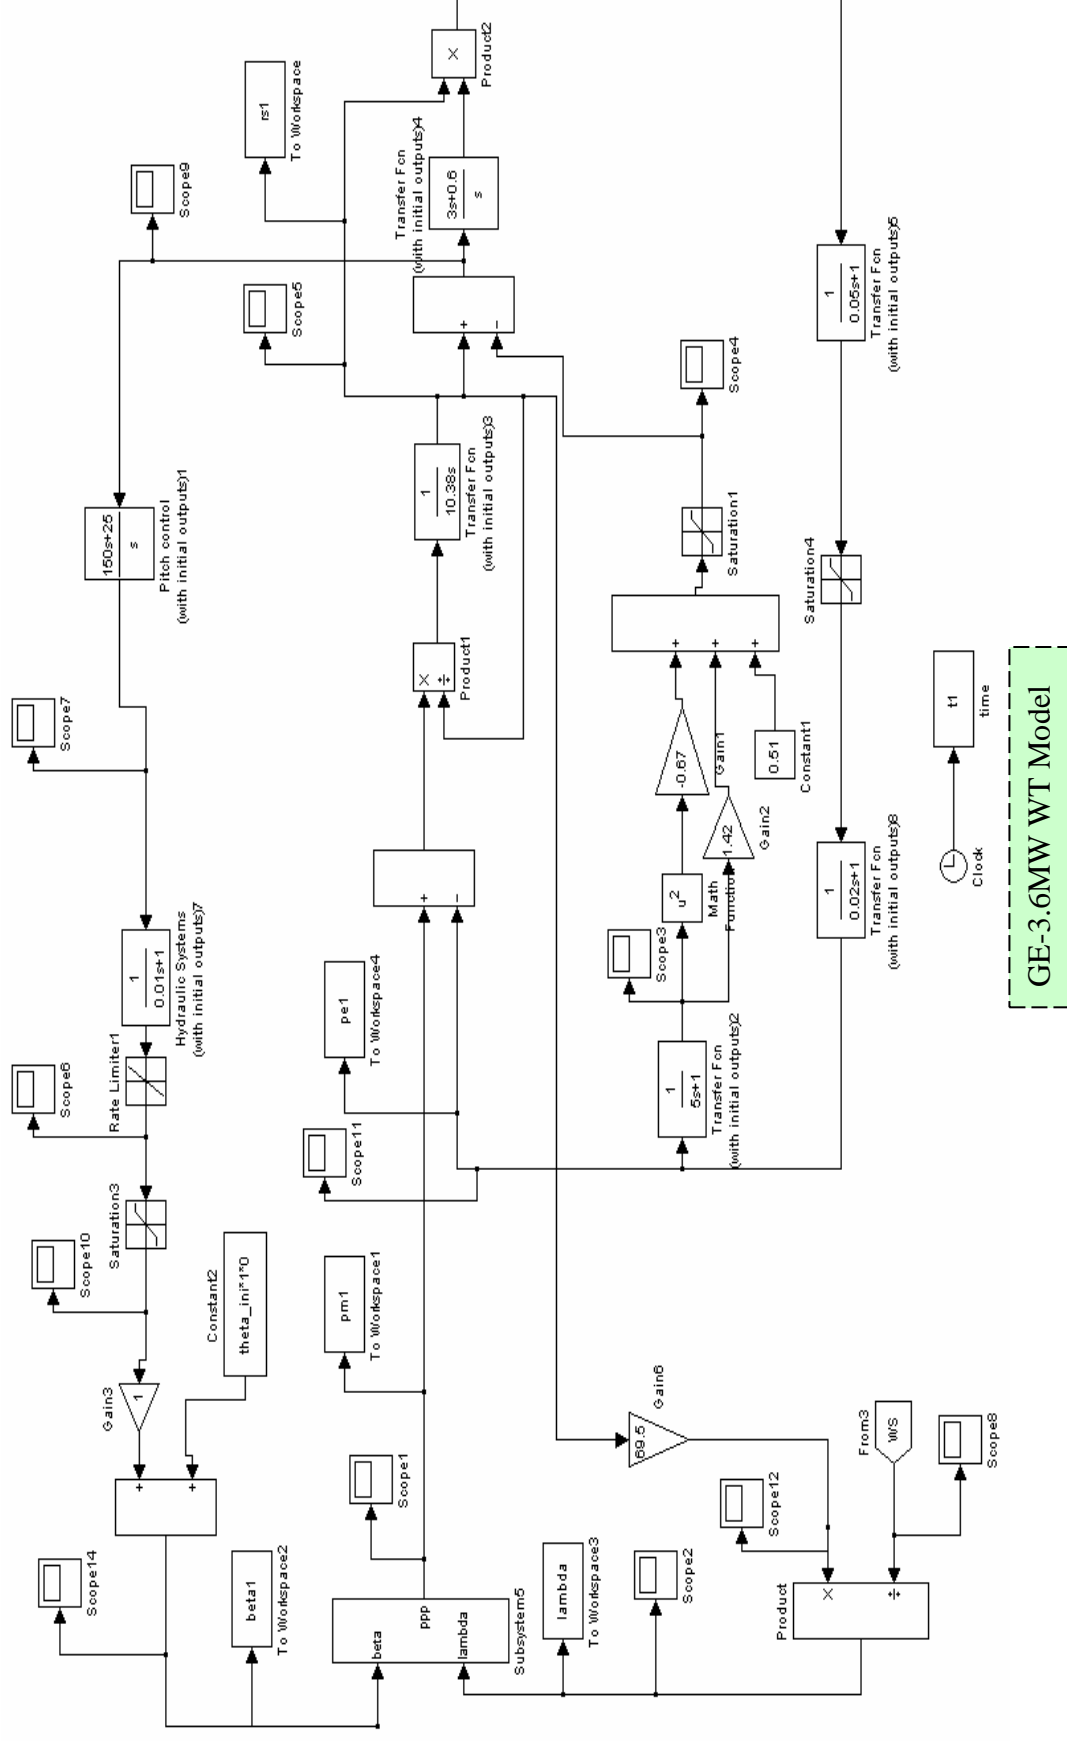 Product2
×
rs1
To Workspace
Scope9
Transfer Fcn
(with initial outputs)4
3s+0.6
s
Scope5
+
−
150s+25
s
Pitch control
(with initial outputs)1
1
10.38s
Transfer Fcn
(with initial outputs)3
Scope4
1
0.05s+1
Transfer Fcn
(with initial outputs)5
Saturation1
Saturation4
Scope7
×
÷
Product1
+
+
+
-0.67
Gain1
1.42
Gain2
0.51
Constant1
u2
Math
Function
Scope3
t1
time
Clock
1
0.02s+1
Transfer Fcn
(with initial outputs)8
GE-3.6MW WT Model
1
0.01s+1
Hydraulic Systems
(with initial outputs)7
Rate Limiter1
Scope6
+
−
pe1
To Workspace4
1
5s+1
Transfer Fcn
(with initial outputs)2
Scope11
Saturation3
Scope10
Constant2
theta_ini*1*0
Gain3
1
+
+
pm1
To Workspace1
Scope1
69.5
Gain6
From3
WS
Scope8
Scope12
Scope14
beta1
To Workspace2
beta
ppp
lambda
Subsystem5
lambda
To Workspace3
Scope2
Product
×
÷